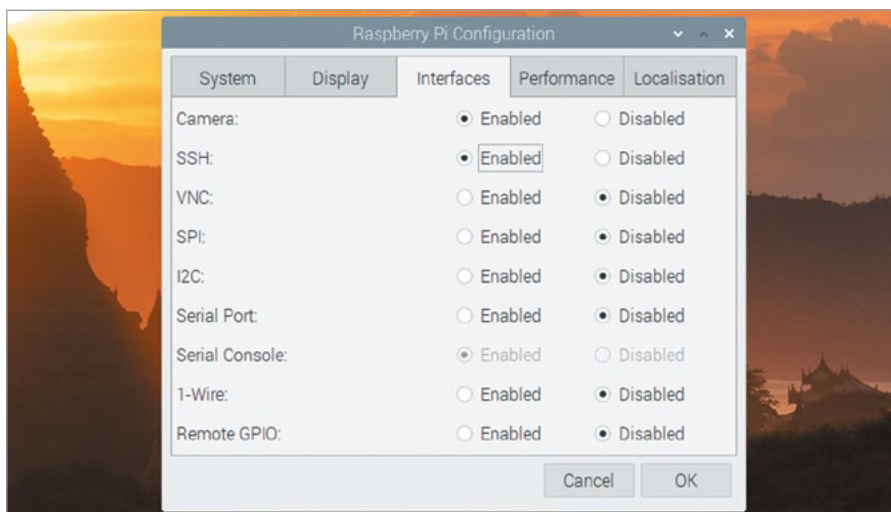 Raspberry Pi Configuration
System Display Interfaces Performance Localisation
Camera: Enabled Disabled
SSH: Enabled Disabled
VNC: Enabled Disabled
SPI: Enabled Disabled
I2C: Enabled Disabled
Serial Port: Enabled Disabled
Serial Console: Enabled Disabled
1-Wire: Enabled Disabled
Remote GPIO: Enabled Disabled
Cancel OK